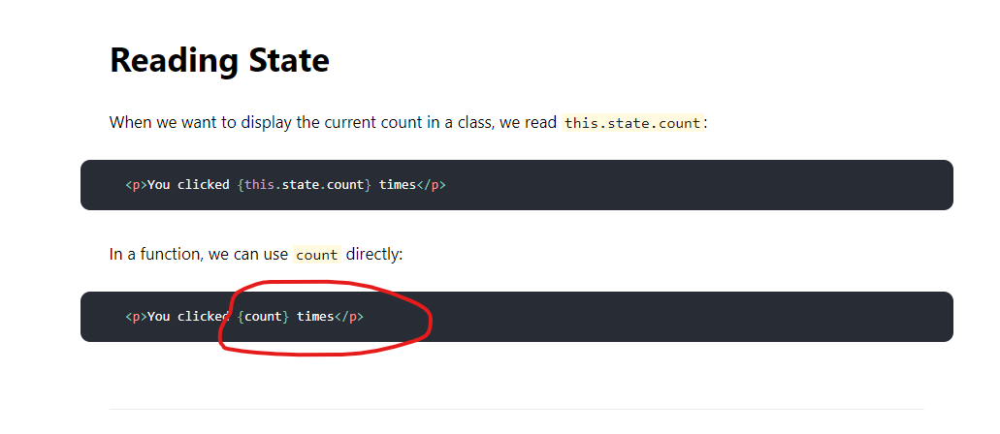 Reading State
When we want to display the current count in a class, we read this.state.count:
<p>You clicked {this.state.count} times</p>
In a function, we can use count directly:
<p>You clicked {count} times</p>